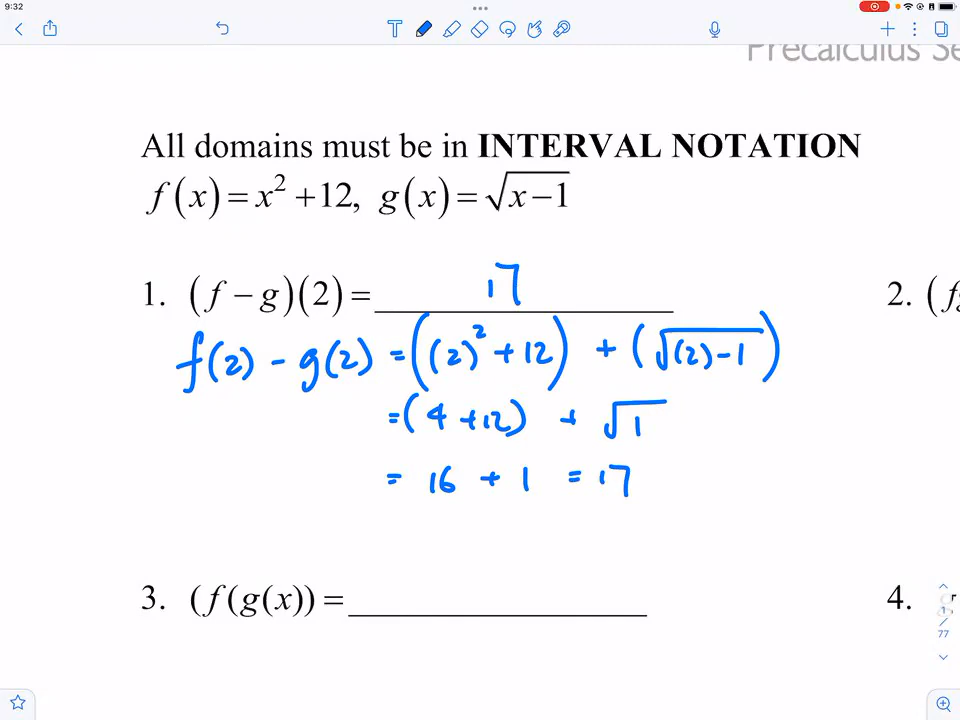 9:32
Precalculus Se
All domains must be in INTERVAL NOTATION
f(x) = x² + 12, g(x) = √(x−1)
1. (f − g)(2) = 17
2. (f
f(2) - g(2) = ((2)² + 12) + (√(2)-1)
= (4 + 12) + √1
= 16 + 1 = 17
3. (f(g(x)) =
4.
1
/
77